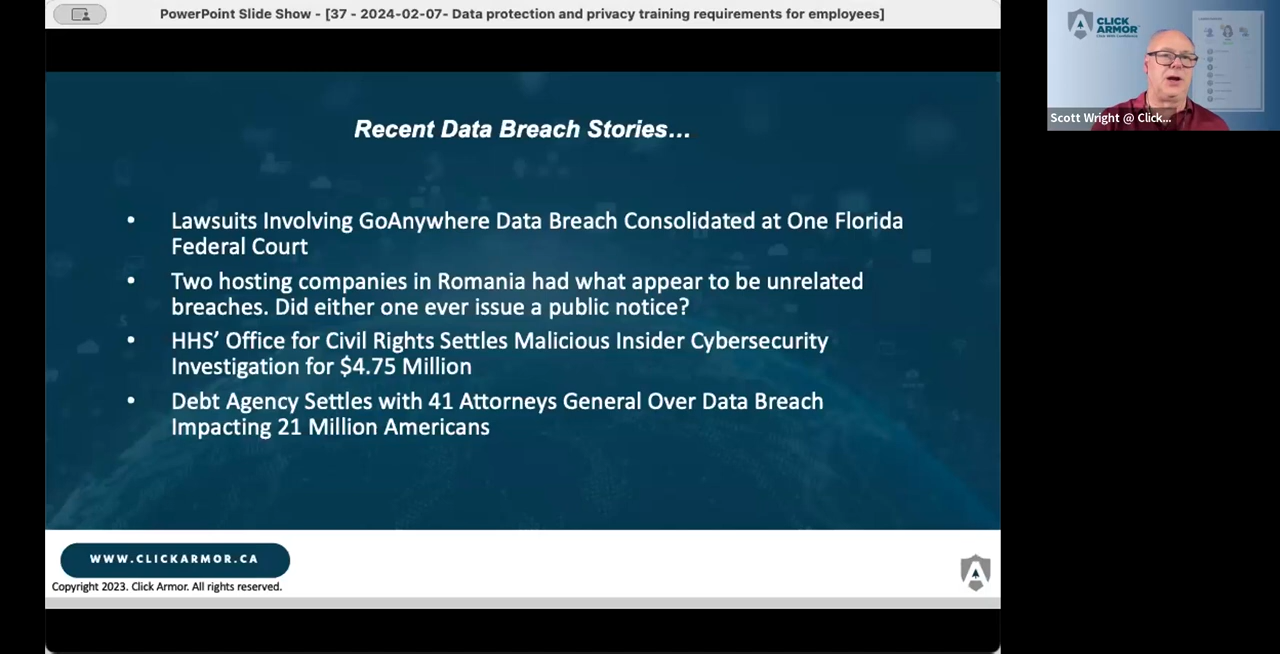 PowerPoint Slide Show - [37 - 2024-02-07- Data protection and privacy training requirements for employees]
CLICK
ARMOR
Scott Wright @ Click...
Recent Data Breach Stories...
• Lawsuits Involving GoAnywhere Data Breach Consolidated at One Florida
Federal Court
• Two hosting companies in Romania had what appear to be unrelated
breaches. Did either one ever issue a public notice?
• HHS’ Office for Civil Rights Settles Malicious Insider Cybersecurity
Investigation for $4.75 Million
• Debt Agency Settles with 41 Attorneys General Over Data Breach
Impacting 21 Million Americans
WWW.CLICKARMOR.CA
Copyright 2023. Click Armor. All rights reserved.